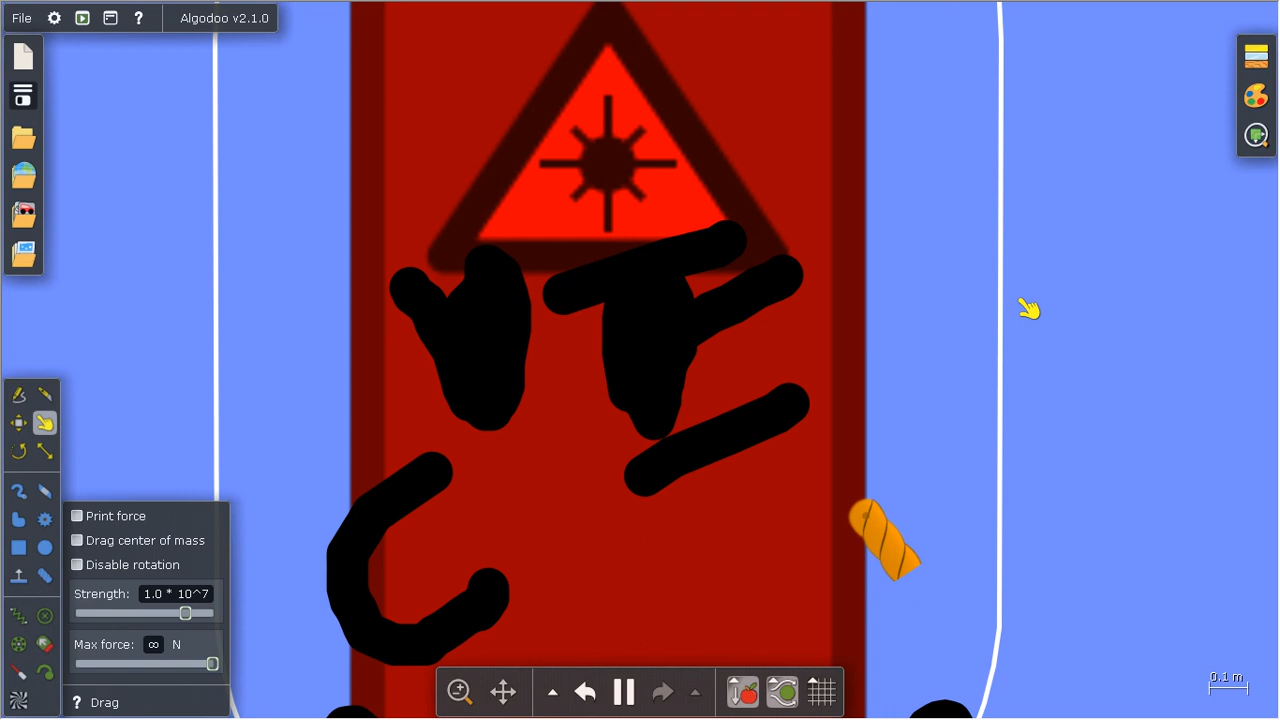 File ? Algodoo v2.1.0
Print force
Drag center of mass
Disable rotation
Strength: 1.0 * 10^7
Max force: ∞ N
? Drag
0.1 m